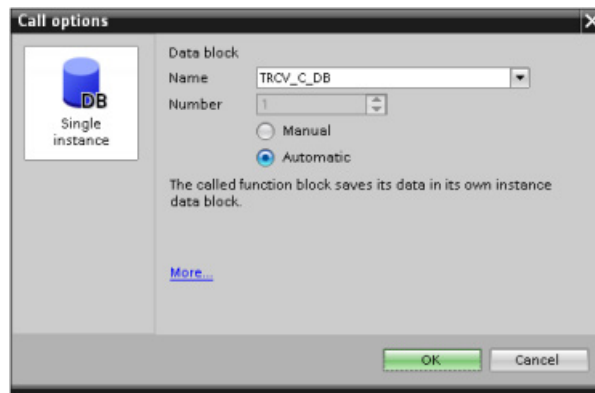 Call options
X
DB
Single
instance
Data block
Name TRCV_C_DB
Number 1
Manual
Automatic
The called function block saves its data in its own instance
data block.
More...
OK Cancel